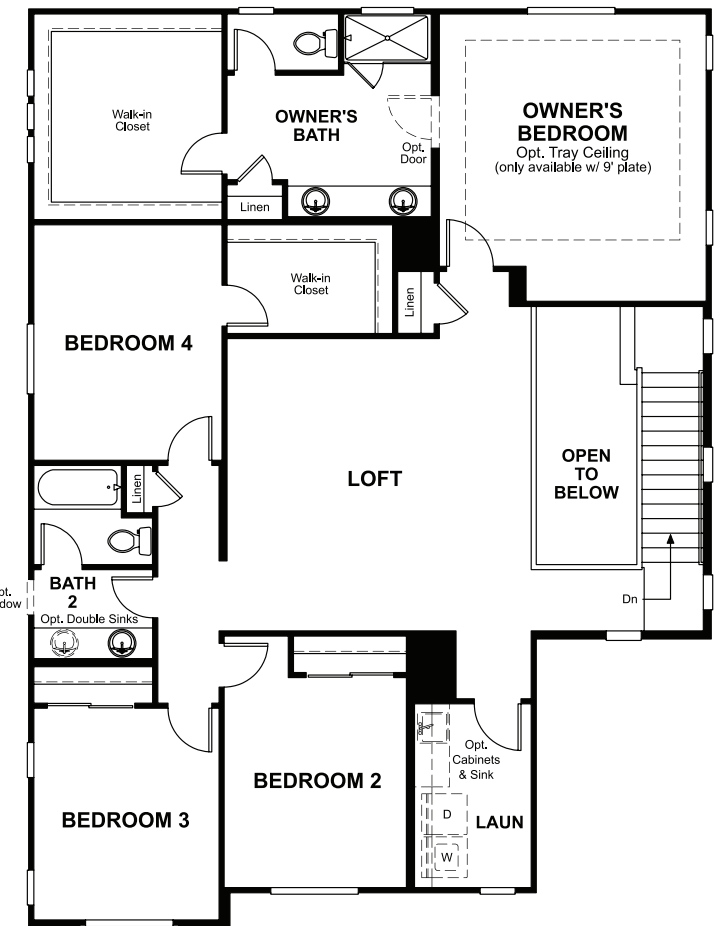 Walk-in
Closet
OWNER'S
BATH
Opt.
Door
OWNER'S
BEDROOM
Opt. Tray Ceiling
(only available w/ 9' plate)
Linen
Walk-in
Closet
Linen
BEDROOM 4
LOFT
OPEN
TO
BELOW
Linen
BATH
2
Opt. Double Sinks
pt.
dow
Dn
BEDROOM 3
BEDROOM 2
Opt.
Cabinets
& Sink
D
LAUN
W